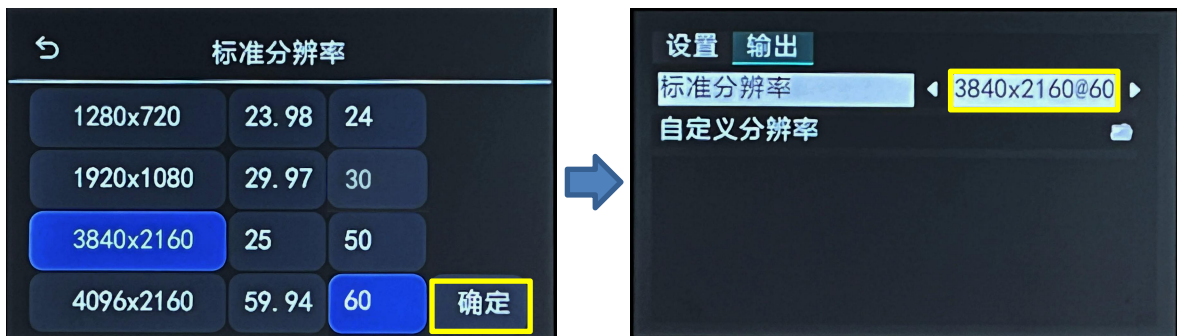 标准分辨率
1280x720 23.98 24
1920x1080 29.97 30
3840x2160 25 50
4096x2160 59.94 60 确定
设置 输出
标准分辨率 3840x2160@60
自定义分辨率